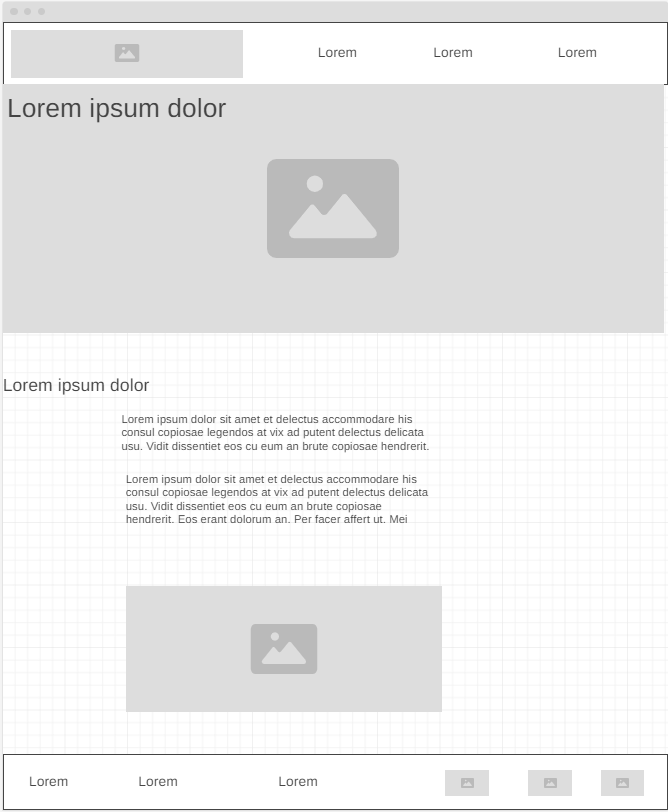 Lorem
Lorem
Lorem
Lorem ipsum dolor
Lorem ipsum dolor
Lorem ipsum dolor sit amet et delectus accommodare his
consul copiosae legendos at vix ad putent delectus delicata
usu. Vidit dissentiet eos cu eum an brute copiosae hendrerit.
Lorem ipsum dolor sit amet et delectus accommodare his
consul copiosae legendos at vix ad putent delectus delicata
usu. Vidit dissentiet eos cu eum an brute copiosae
hendrerit. Eos erant dolorum an. Per facer affert ut. Mei
Lorem
Lorem
Lorem